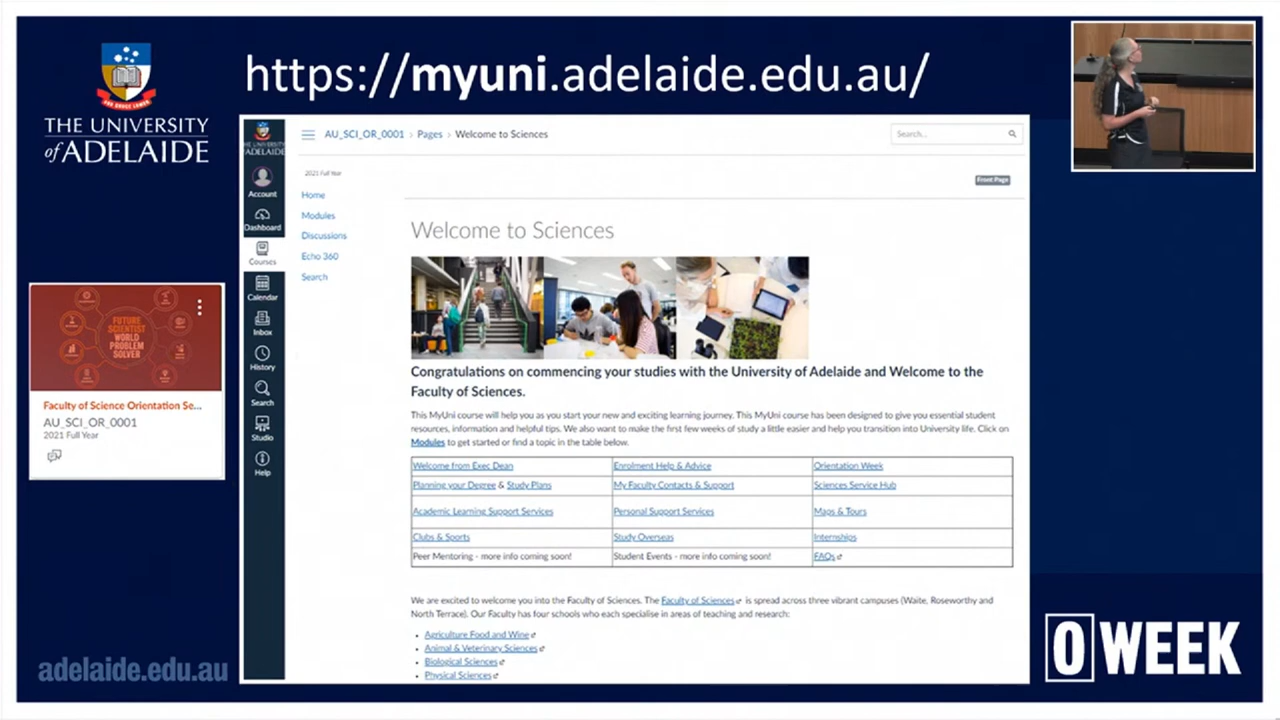 https://myuni.adelaide.edu.au/
THE UNIVERSITY
of ADELAIDE
THE UNIVERSITY
of ADELAIDE
Account
Dashboard
Courses
Calendar
Inbox
History
Search
Studio
Help
AU_SCI_OR_0001 › Pages › Welcome to Sciences
Search...
2021 Full Year
Front Page
Home
Modules
Discussions
Echo 360
Search
Welcome to Sciences
FUTURE
SCIENTIST
WORLD
PROBLEM
SOLVER
Faculty of Science Orientation Se...
AU_SCI_OR_0001
2021 Full Year
Congratulations on commencing your studies with the University of Adelaide and Welcome to the
Faculty of Sciences.
This MyUni course will help you as you start your new and exciting learning journey. This MyUni course has been designed to give you essential student
resources, information and helpful tips. We also want to make the first few weeks of study a little easier and help you transition into University life. Click on
Modules to get started or find a topic in the table below.
Welcome from Exec Dean Enrolment Help & Advice Orientation Week
Planning your Degree & Study Plans My Faculty Contacts & Support Sciences Service Hub
Academic Learning Support Services Personal Support Services Maps & Tours
Clubs & Sports Study Overseas Internships
Peer Mentoring - more info coming soon! Student Events - more info coming soon! FAQs
We are excited to welcome you into the Faculty of Sciences. The Faculty of Sciences is spread across three vibrant campuses (Waite, Roseworthy and
North Terrace). Our Faculty has four schools who each specialise in areas of teaching and research:
• Agriculture Food and Wine
• Animal & Veterinary Sciences
• Biological Sciences
• Physical Sciences
adelaide.edu.au
O WEEK